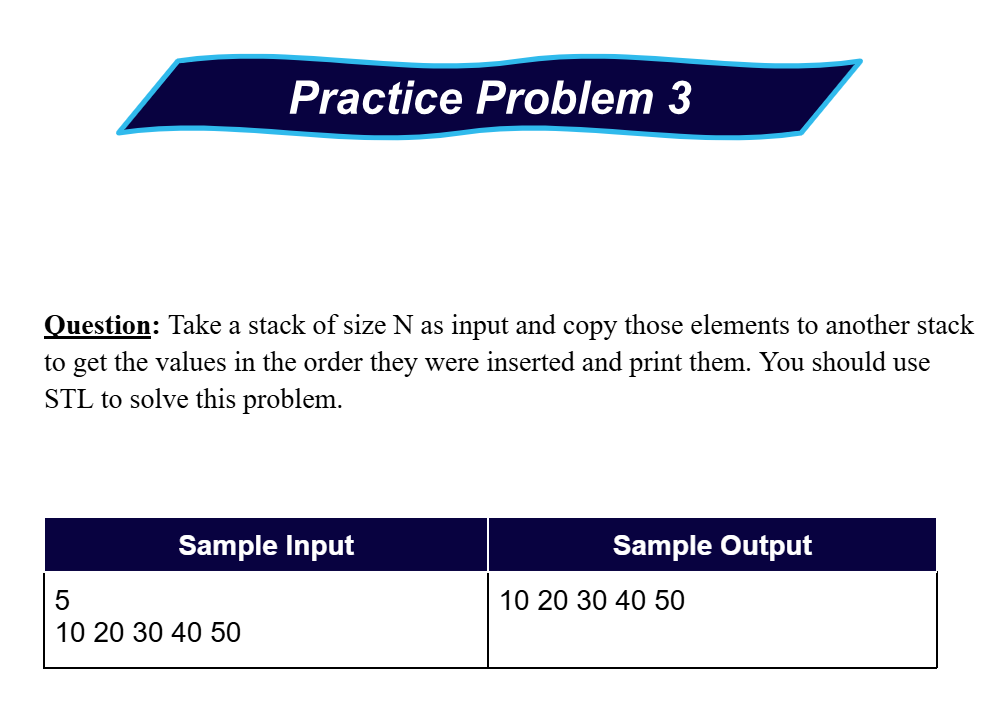 Practice Problem 3
Question: Take a stack of size N as input and copy those elements to another stack
to get the values in the order they were inserted and print them. You should use
STL to solve this problem.
Sample Input
Sample Output
5
10 20 30 40 50
10 20 30 40 50